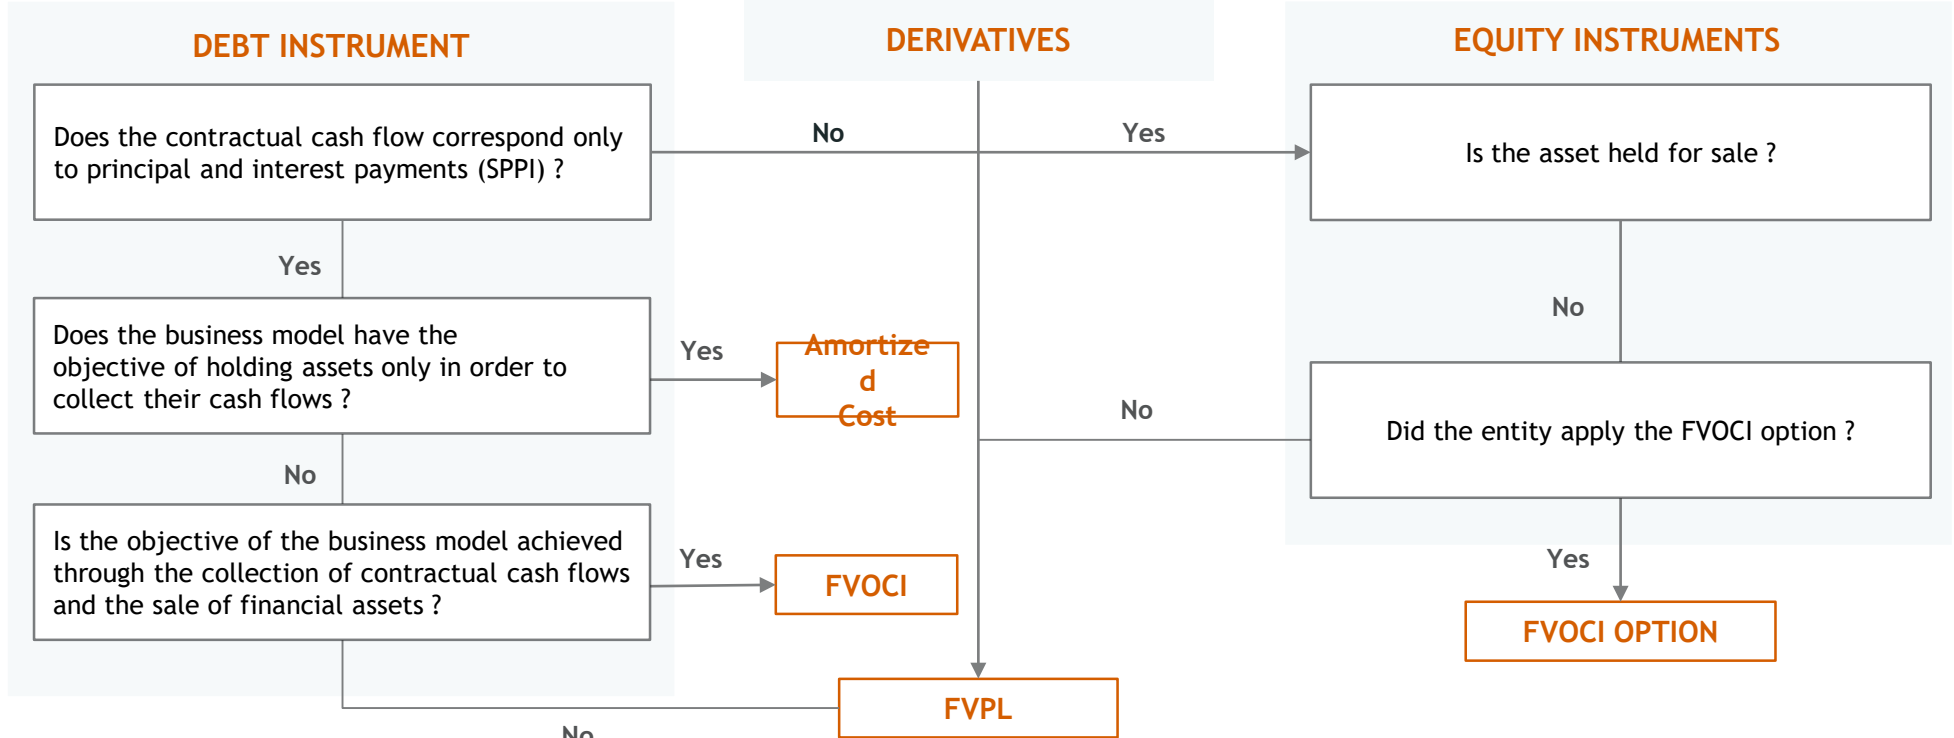 DEBT INSTRUMENT
DERIVATIVES
EQUITY INSTRUMENTS
Does the contractual cash flow correspond only
to principal and interest payments (SPPI) ?
No
Yes
Is the asset held for sale ?
Yes
No
Does the business model have the
objective of holding assets only in order to
collect their cash flows ?
Yes
Amortize
d
Cost
No
Did the entity apply the FVOCI option ?
No
Is the objective of the business model achieved
through the collection of contractual cash flows
and the sale of financial assets ?
Yes
FVOCI
Yes
FVOCI OPTION
FVPL
No